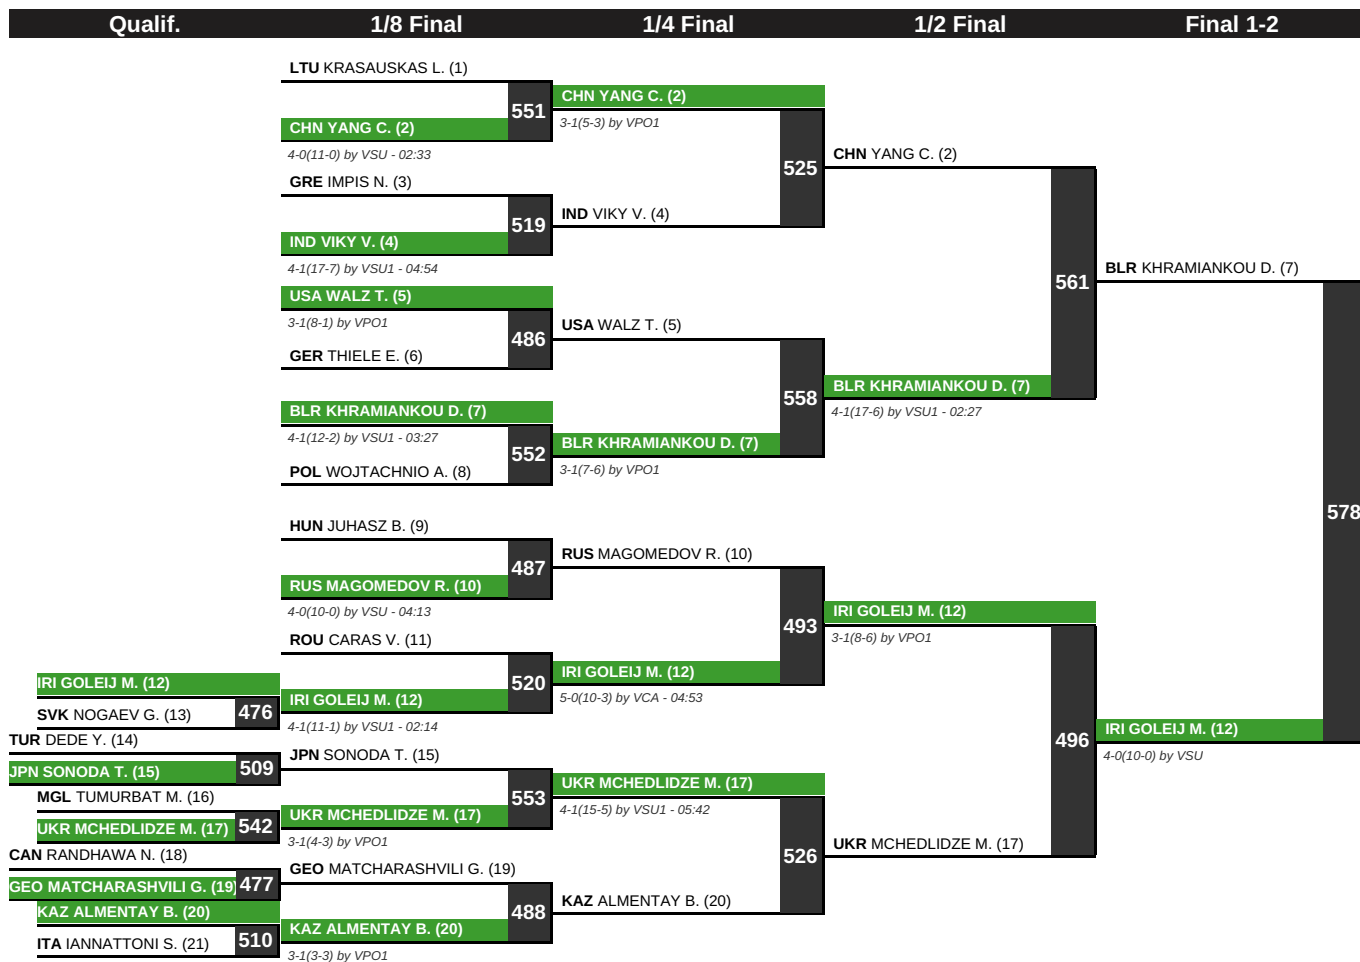 Qualif.
1/8 Final
1/4 Final
1/2 Final
Final 1-2
IRI GOLEIJ M. (12)
SVK NOGAEV G. (13)
476
TUR DEDE Y. (14)
JPN SONODA T. (15)
509
MGL TUMURBAT M. (16)
UKR MCHEDLIDZE M. (17)
542
CAN RANDHAWA N. (18)
GEO MATCHARASHVILI G. (19)
477
KAZ ALMENTAY B. (20)
ITA IANNATTONI S. (21)
510
LTU KRASAUSKAS L. (1)
551
CHN YANG C. (2)
4-0(11-0) by VSU - 02:33
GRE IMPIS N. (3)
519
IND VIKY V. (4)
4-1(17-7) by VSU1 - 04:54
USA WALZ T. (5)
3-1(8-1) by VPO1
486
GER THIELE E. (6)
BLR KHRAMIANKOU D. (7)
4-1(12-2) by VSU1 - 03:27
552
POL WOJTACHNIO A. (8)
HUN JUHASZ B. (9)
487
RUS MAGOMEDOV R. (10)
4-0(10-0) by VSU - 04:13
ROU CARAS V. (11)
520
IRI GOLEIJ M. (12)
4-1(11-1) by VSU1 - 02:14
JPN SONODA T. (15)
553
UKR MCHEDLIDZE M. (17)
3-1(4-3) by VPO1
GEO MATCHARASHVILI G. (19)
488
KAZ ALMENTAY B. (20)
3-1(3-3) by VPO1
CHN YANG C. (2)
3-1(5-3) by VPO1
525
IND VIKY V. (4)
USA WALZ T. (5)
558
BLR KHRAMIANKOU D. (7)
3-1(7-6) by VPO1
RUS MAGOMEDOV R. (10)
493
IRI GOLEIJ M. (12)
5-0(10-3) by VCA - 04:53
UKR MCHEDLIDZE M. (17)
4-1(15-5) by VSU1 - 05:42
526
KAZ ALMENTAY B. (20)
CHN YANG C. (2)
561
BLR KHRAMIANKOU D. (7)
4-1(17-6) by VSU1 - 02:27
IRI GOLEIJ M. (12)
3-1(8-6) by VPO1
496
UKR MCHEDLIDZE M. (17)
BLR KHRAMIANKOU D. (7)
578
IRI GOLEIJ M. (12)
4-0(10-0) by VSU